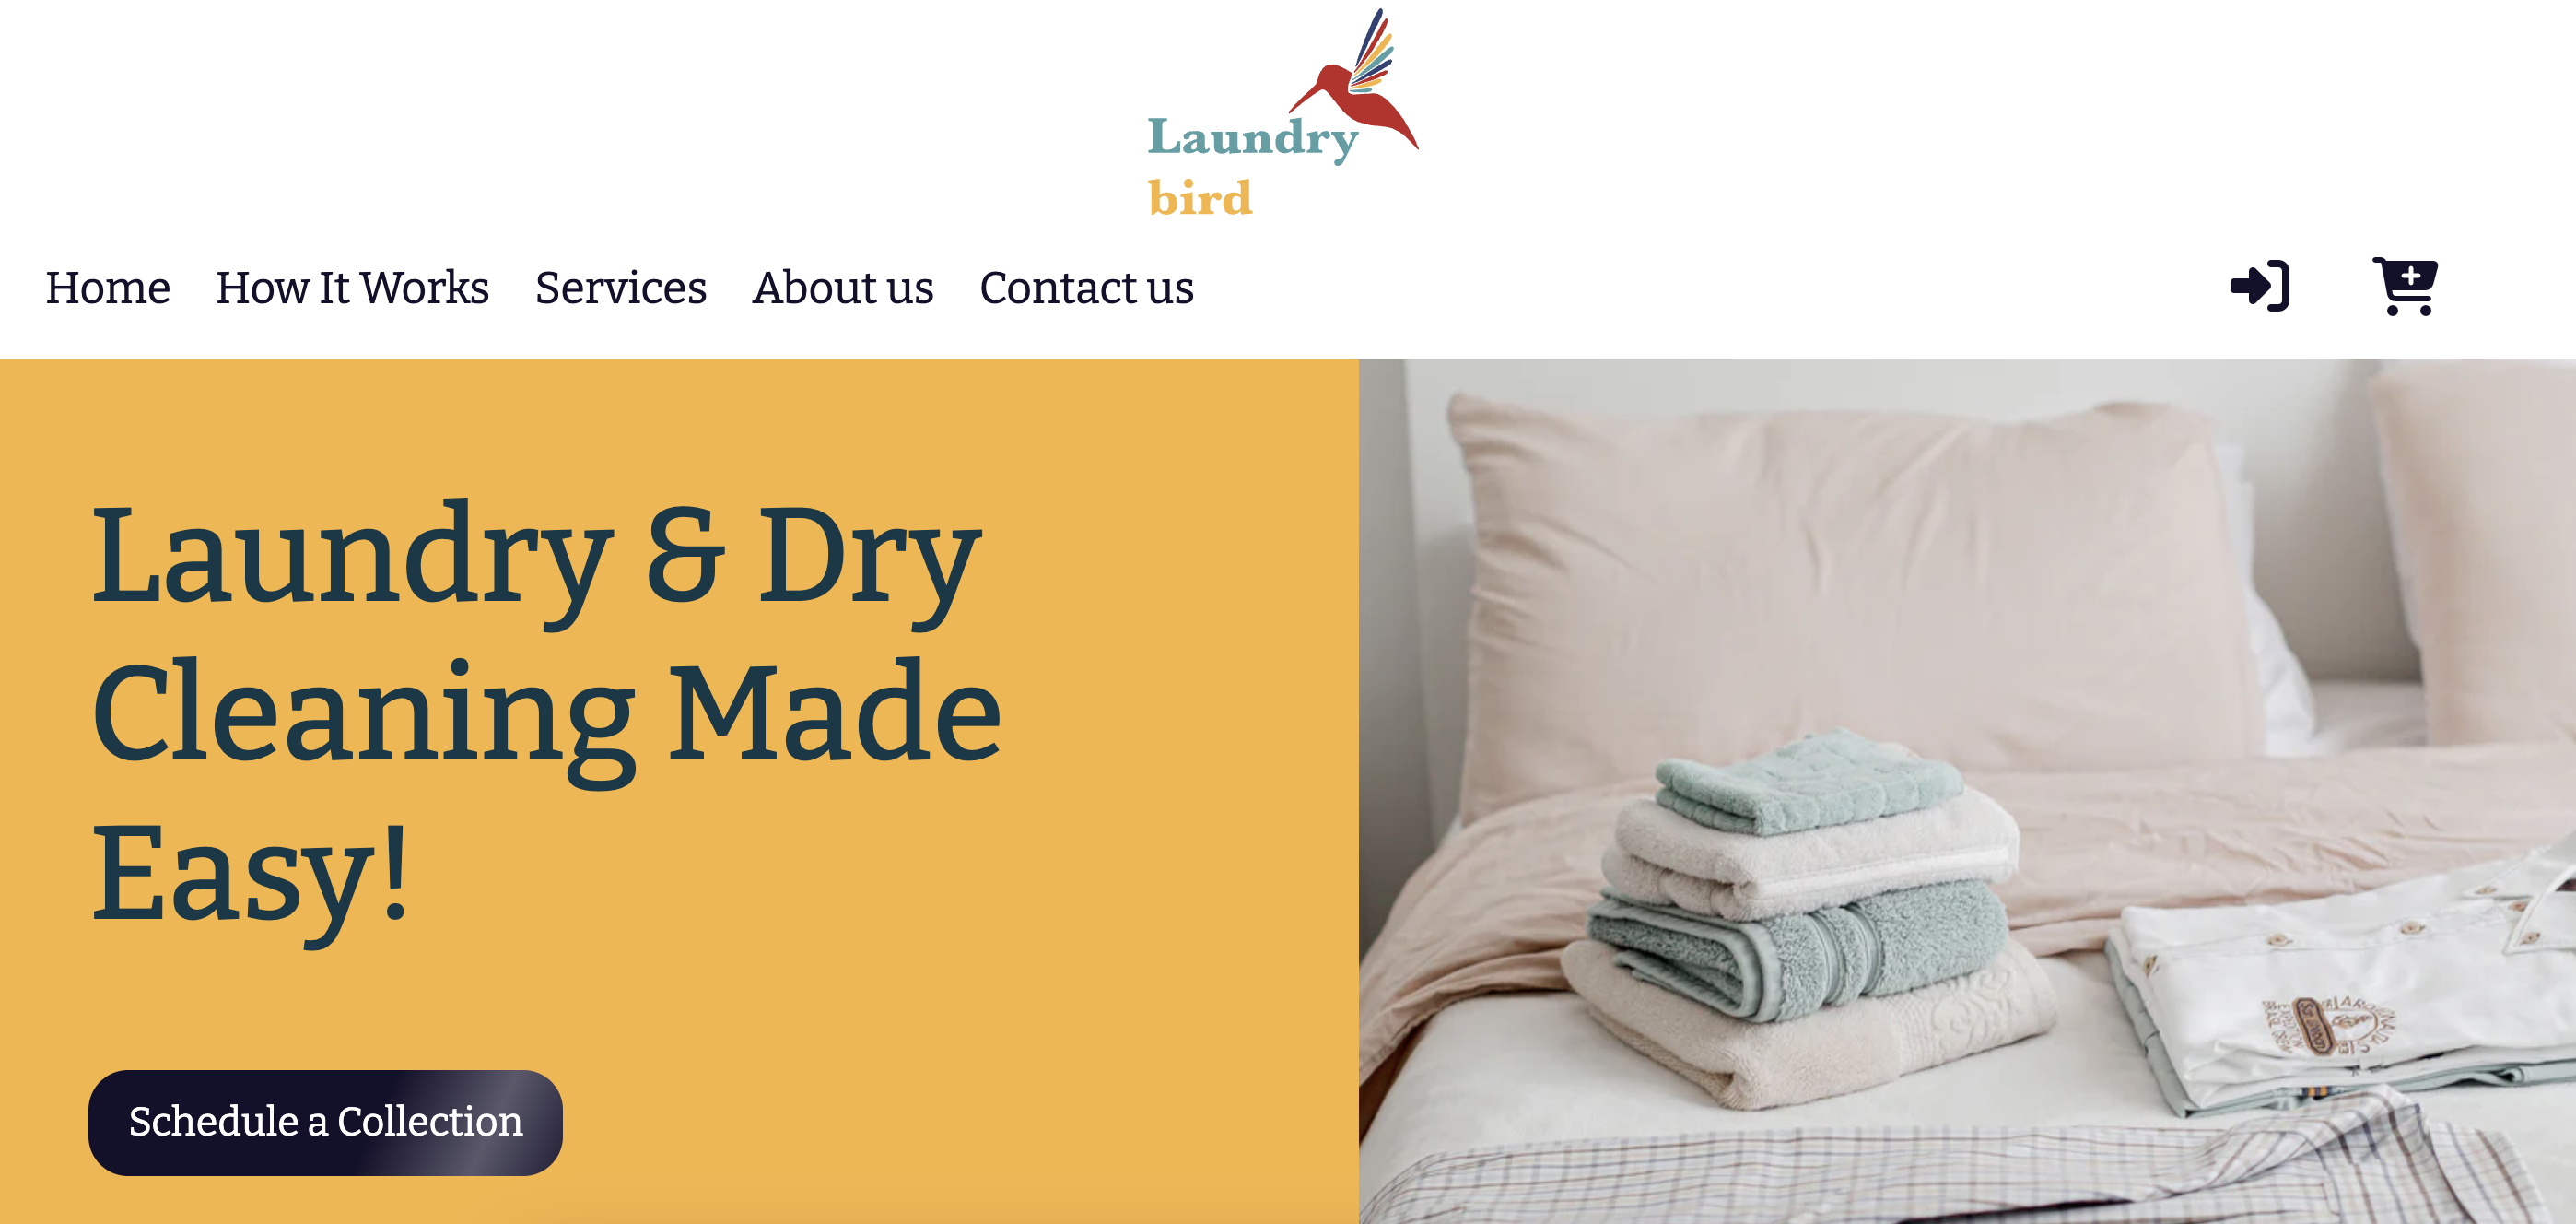 Laundry
bird
Home How It Works Services About us Contact us
Laundry & Dry
Cleaning Made
Easy!
Schedule a Collection